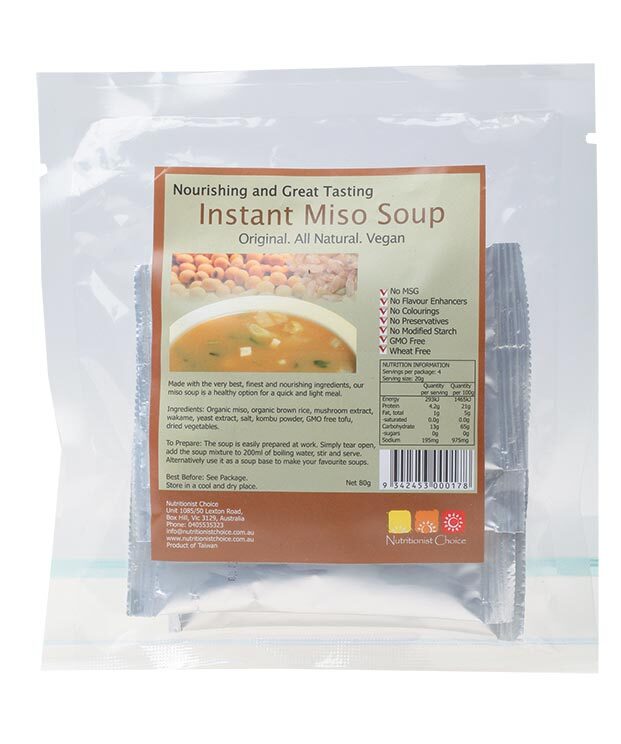 Nourishing and Great Tasting
Instant Miso Soup
Original. All Natural. Vegan
No MSG
No Flavour Enhancers
No Colourings
No Preservatives
No Modified Starch
GMO Free
Wheat Free
Made with the very best, finest and nourishing ingredients, our
miso soup is a healthy option for a quick and light meal.
Ingredients: Organic miso, organic brown rice, mushroom extract,
wakame, yeast extract, salt, kombu powder, GMO free tofu,
dried vegetables.
To Prepare: The soup is easily prepared at work. Simply tear open,
add the soup mixture to 200ml of boiling water, stir and serve.
Alternatively use it as a soup base to make your favourite soups.
Best Before: See Package.
Store in a cool and dry place.
Net 80g
NUTRITION INFORMATION
Servings per package: 4
Serving size: 20g
Quantity Quantity
per serving per 100g
Energy 293kJ 1465kJ
Protein 4.2g 21g
Fat, total 1g 5g
-saturated 0.0g 0.0g
Carbohydrate 13g 65g
-sugars 0g 0g
Sodium 195mg 975mg
9 342453 000178
Nutritionist Choice
Unit 1085/50 Lexton Road,
Box Hill, Vic 3129, Australia
Phone: 0405535323
info@nutritionistchoice.com.au
www.nutritionistchoice.com.au
Product of Taiwan
Nutritionist Choice